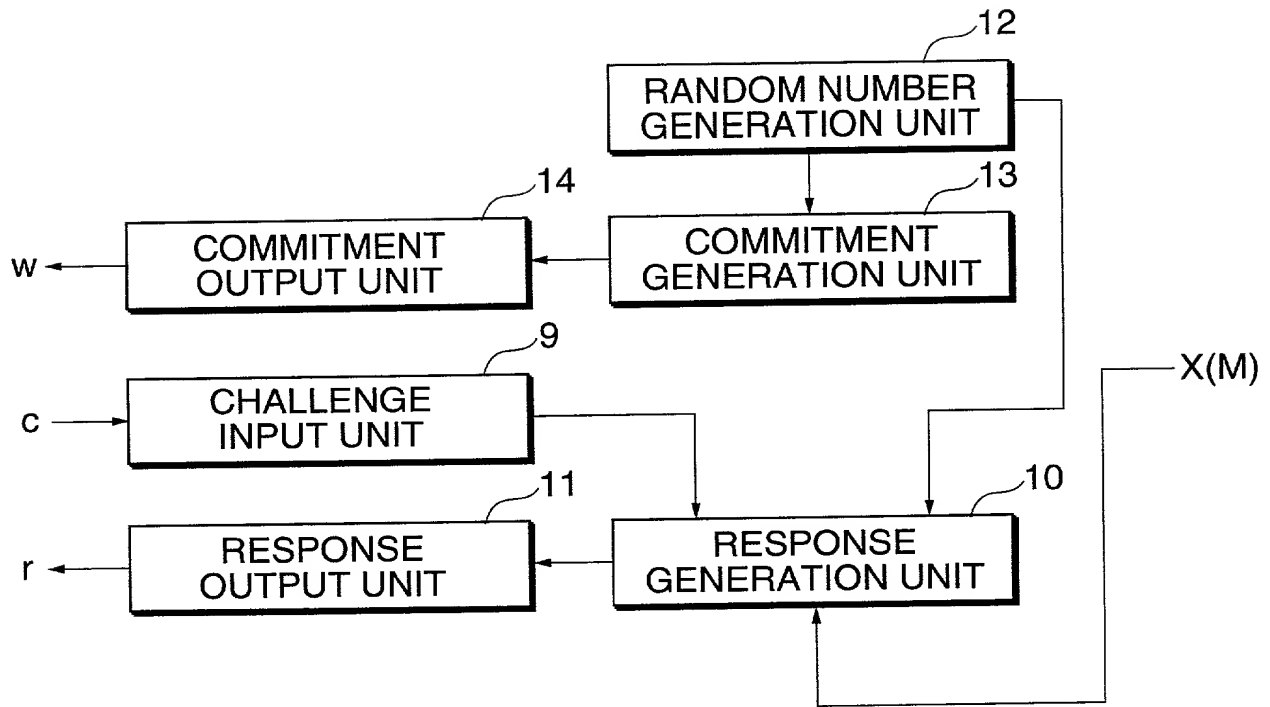 12
RANDOM NUMBER
GENERATION UNIT
14
13
w
COMMITMENT
OUTPUT UNIT
COMMITMENT
GENERATION UNIT
9
X(M)
c
CHALLENGE
INPUT UNIT
11
10
r
RESPONSE
OUTPUT UNIT
RESPONSE
GENERATION UNIT